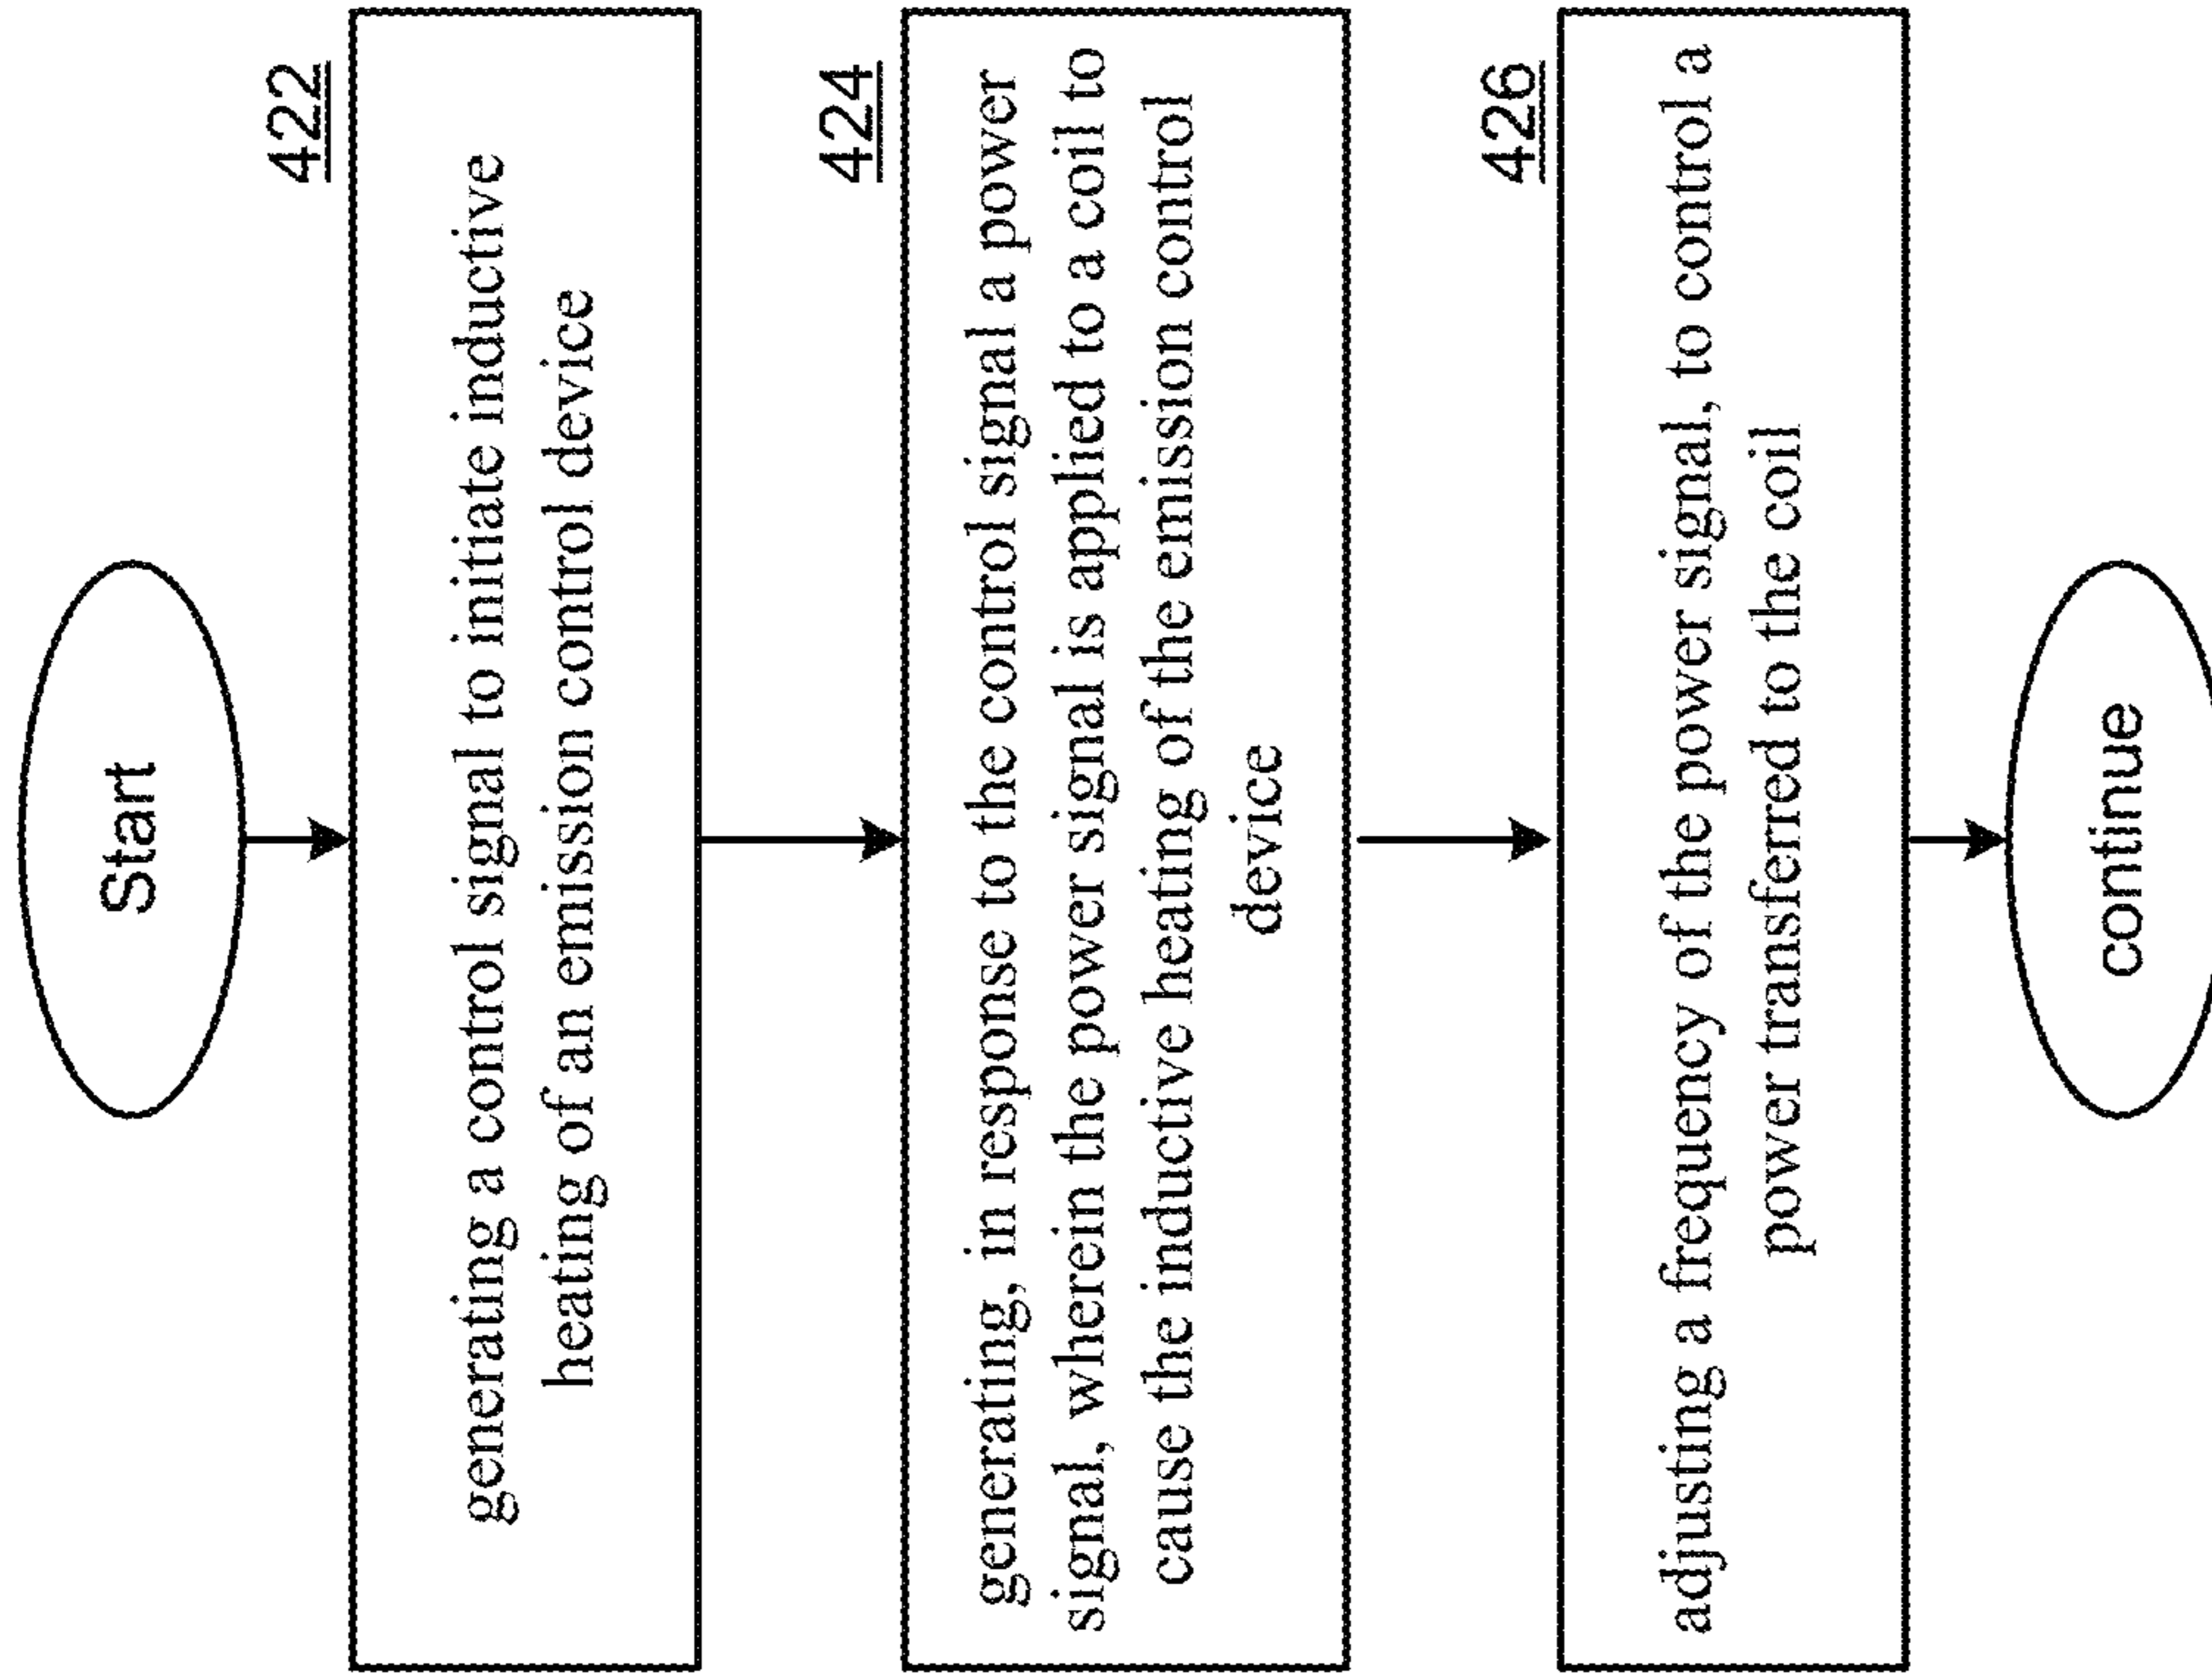 Start
422
generating a control signal to initiate inductive
heating of an emission control device
424
generating, in response to the control signal a power
signal, wherein the power signal is applied to a coil to
cause the inductive heating of the emission control
device
426
adjusting a frequency of the power signal, to control a
power transferred to the coil
continue